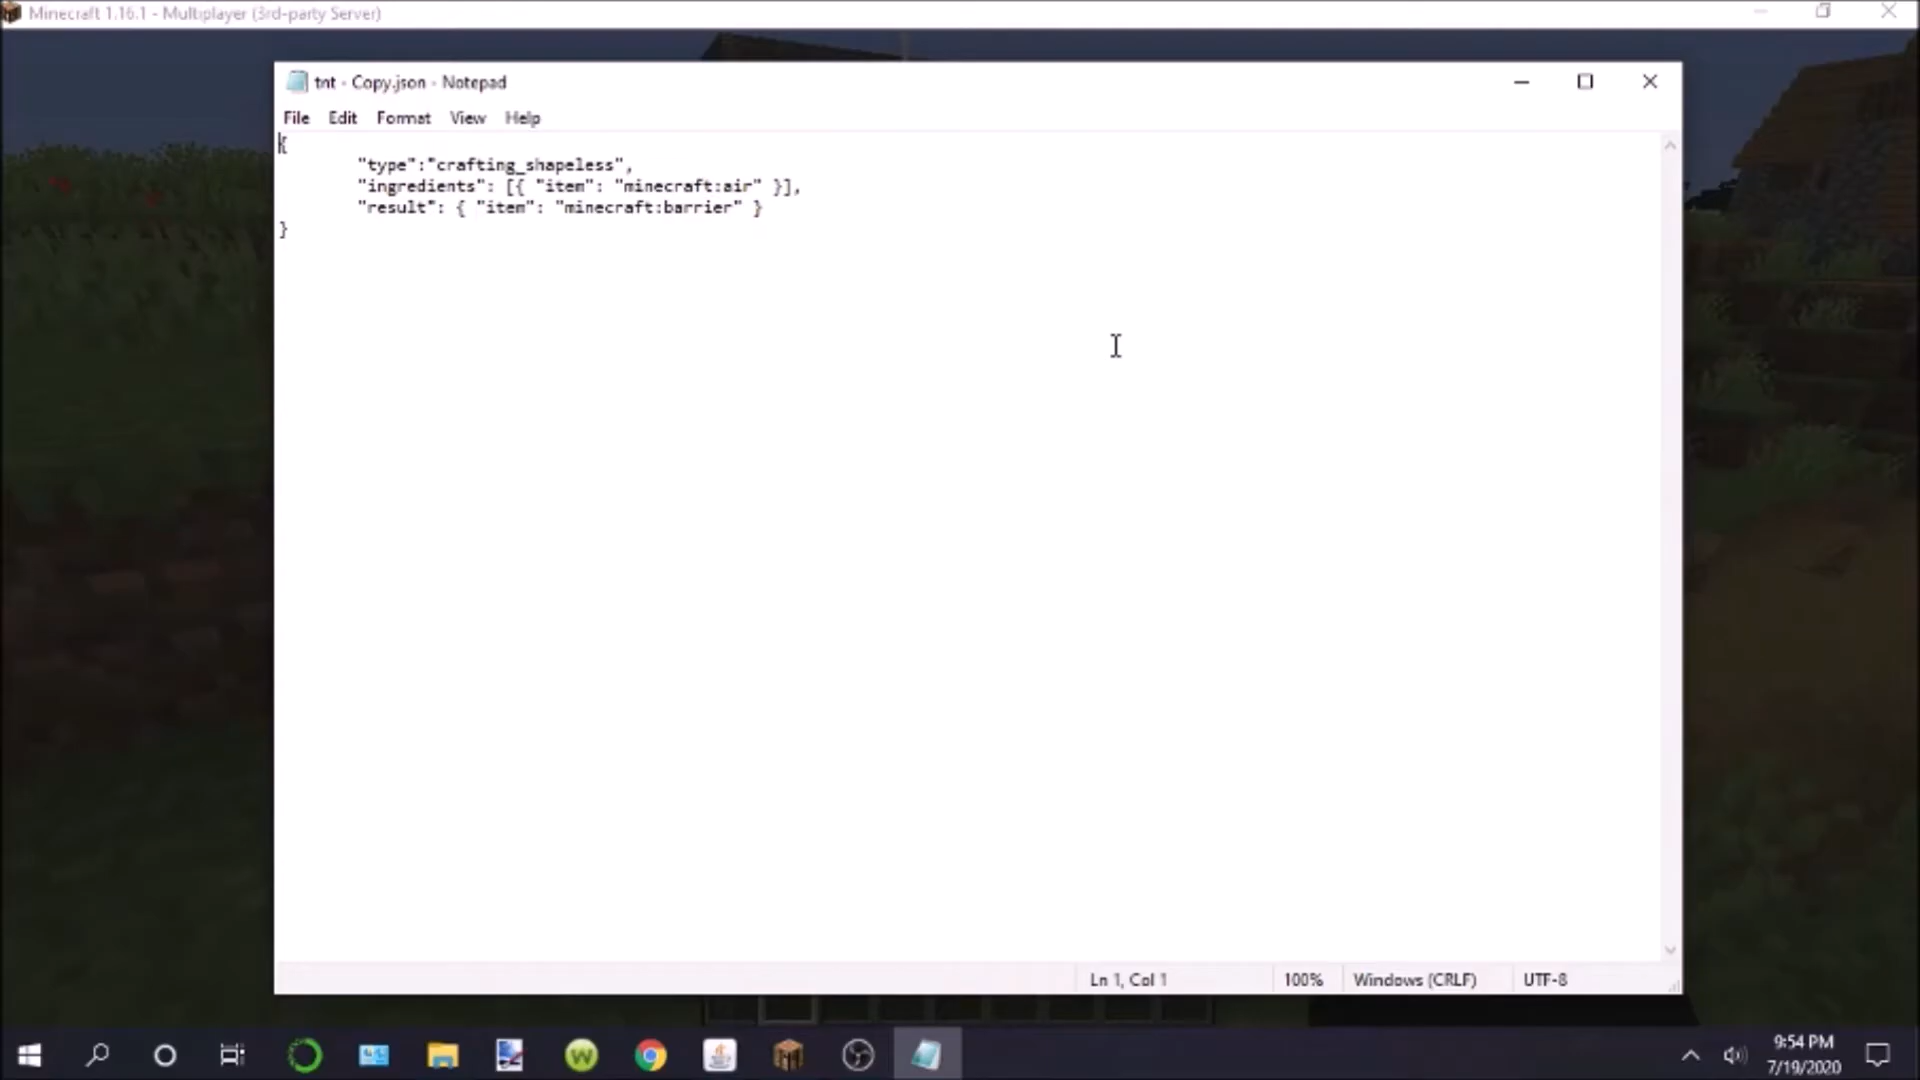 Minecraft 1.16.1 - Multiplayer (3rd-party Server)
tnt - Copy.json - Notepad
File Edit Format View Help
{
"type":"crafting_shapeless",
"ingredients": [{ "item": "minecraft:air" }],
"result": { "item": "minecraft:barrier" }
}
Ln 1, Col 1 100% Windows (CRLF) UTF-8
9:54 PM
7/19/2020